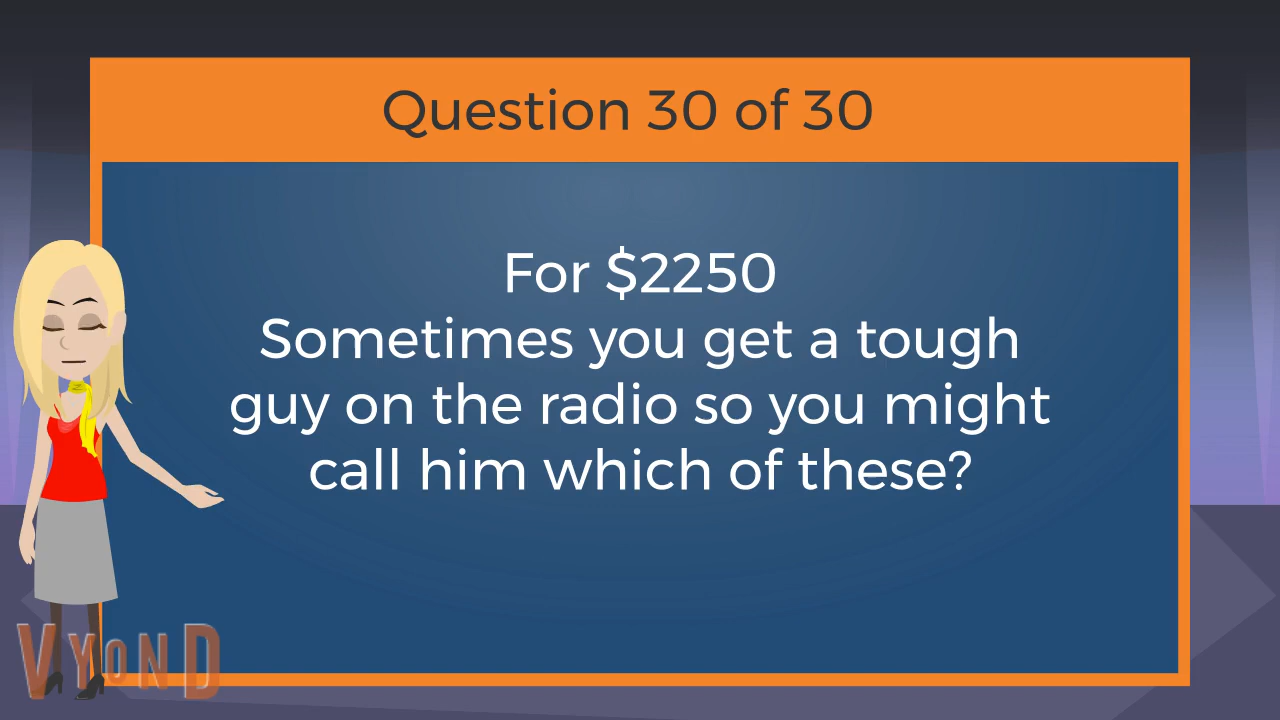 Question 30 of 30
For $2250
Sometimes you get a tough
guy on the radio so you might
call him which of these?
VYoND